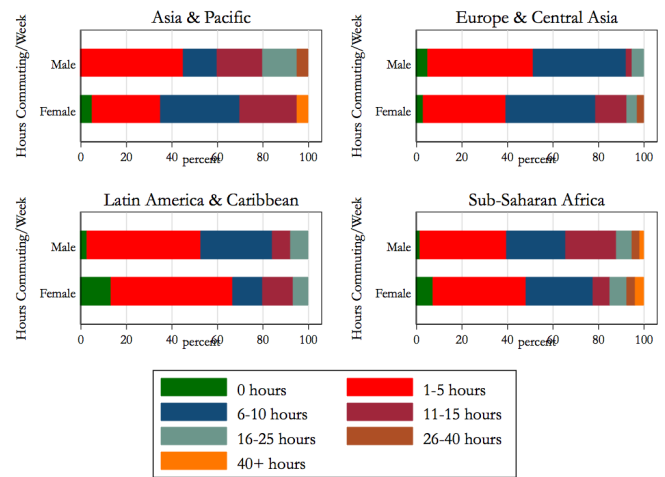 Asia & Pacific
Hours Commuting/Week
Male
Female
0 20 40 60 80 100
percent
Europe & Central Asia
Hours Commuting/Week
Male
Female
0 20 40 60 80 100
percent
Latin America & Caribbean
Hours Commuting/Week
Male
Female
0 20 40 60 80 100
percent
Sub-Saharan Africa
Hours Commuting/Week
Male
Female
0 20 40 60 80 100
percent
0 hours
1-5 hours
6-10 hours
11-15 hours
16-25 hours
26-40 hours
40+ hours